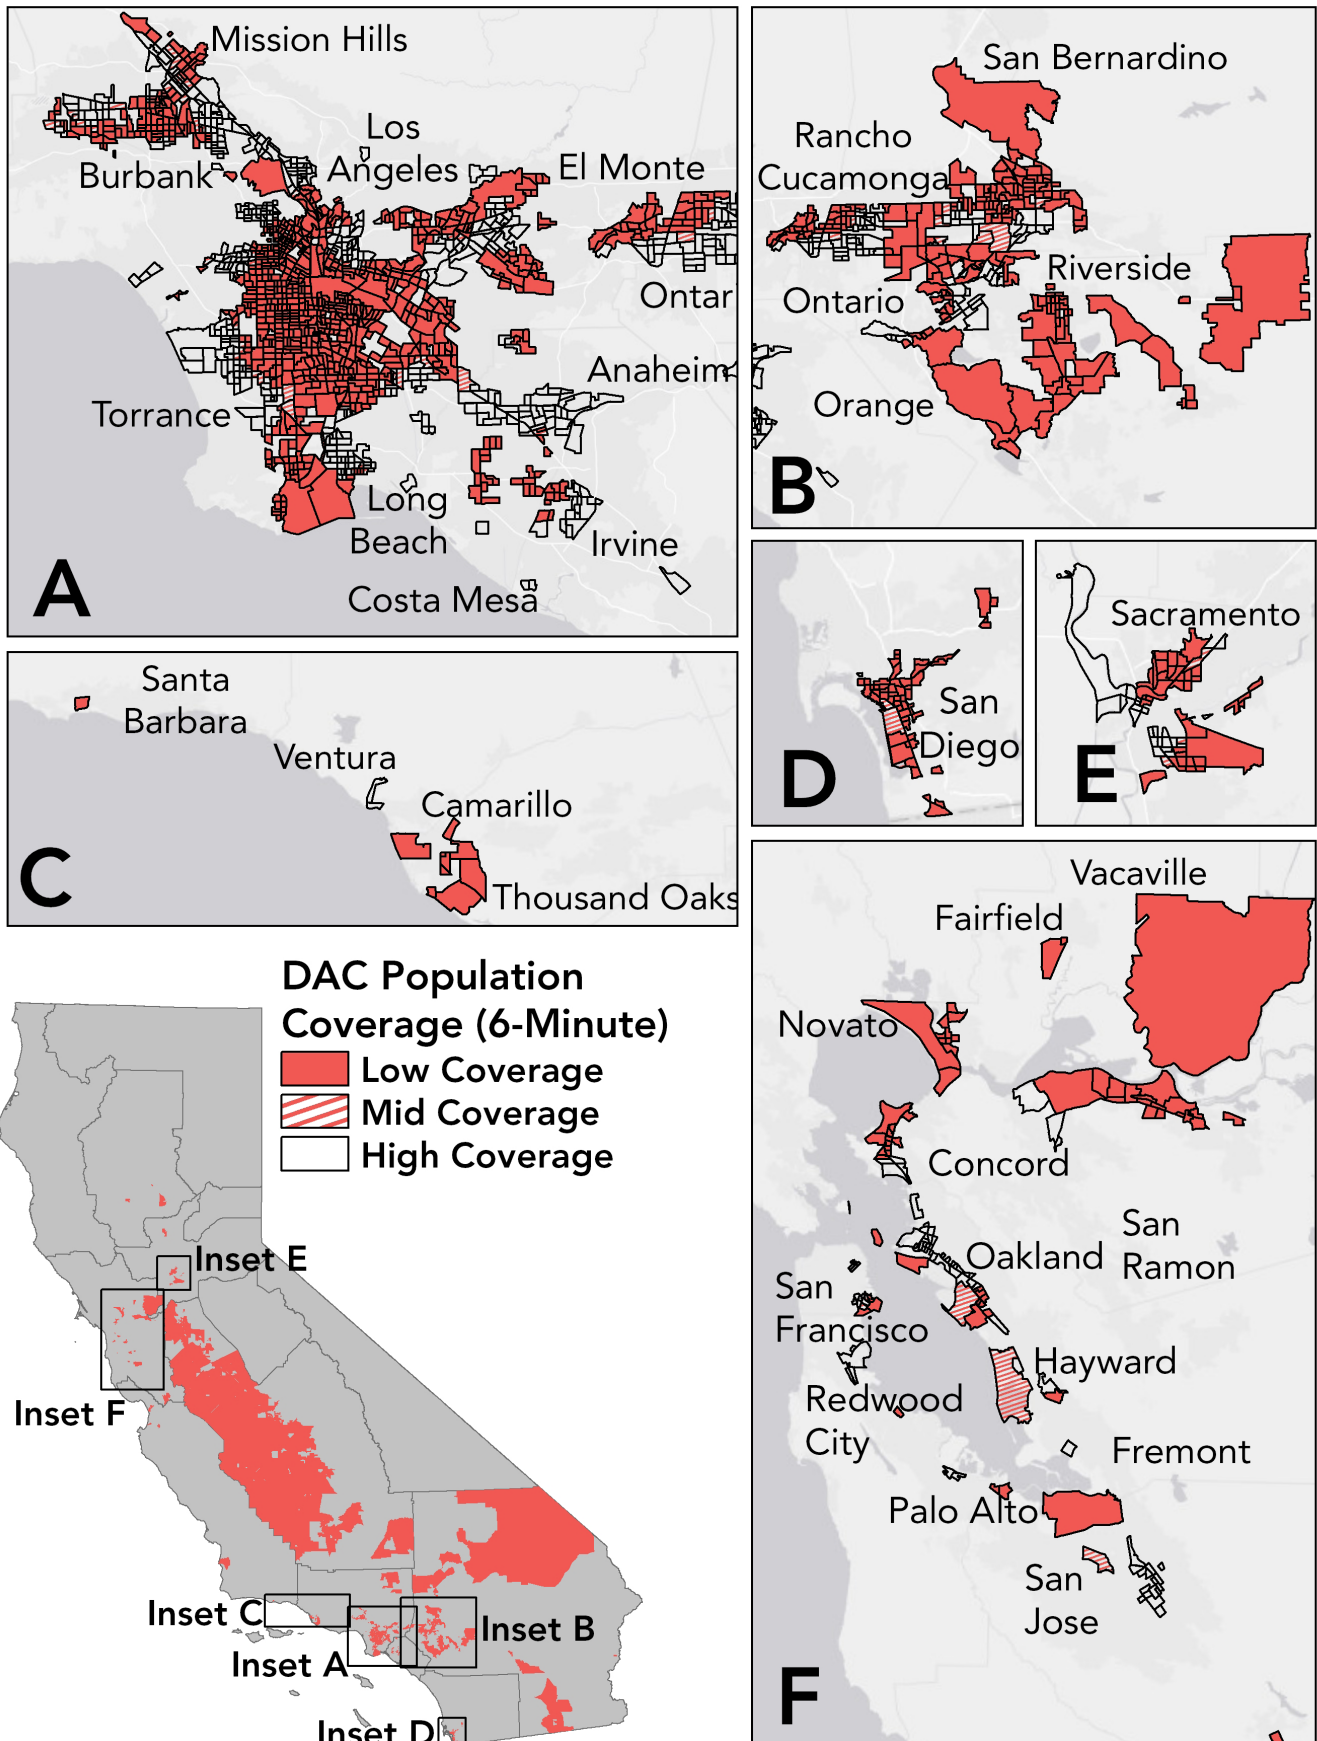 Mission Hills
Los
Angeles
Burbank
El Monte
Ontar
Anaheim
Torrance
Long
Beach
Irvine
Costa Mesa
A
San Bernardino
Rancho
Cucamonga
Riverside
Ontario
Orange
B
Santa
Barbara
Ventura
Camarillo
Thousand Oaks
C
San
Diego
D
Sacramento
E
DAC Population
Coverage (6-Minute)
Low Coverage
Mid Coverage
High Coverage
Inset E
Inset F
Inset C
Inset B
Inset A
Inset D
Vacaville
Fairfield
Novato
Concord
San
Ramon
Oakland
San
Francisco
Hayward
Redwood
City
Fremont
Palo Alto
San
Jose
F